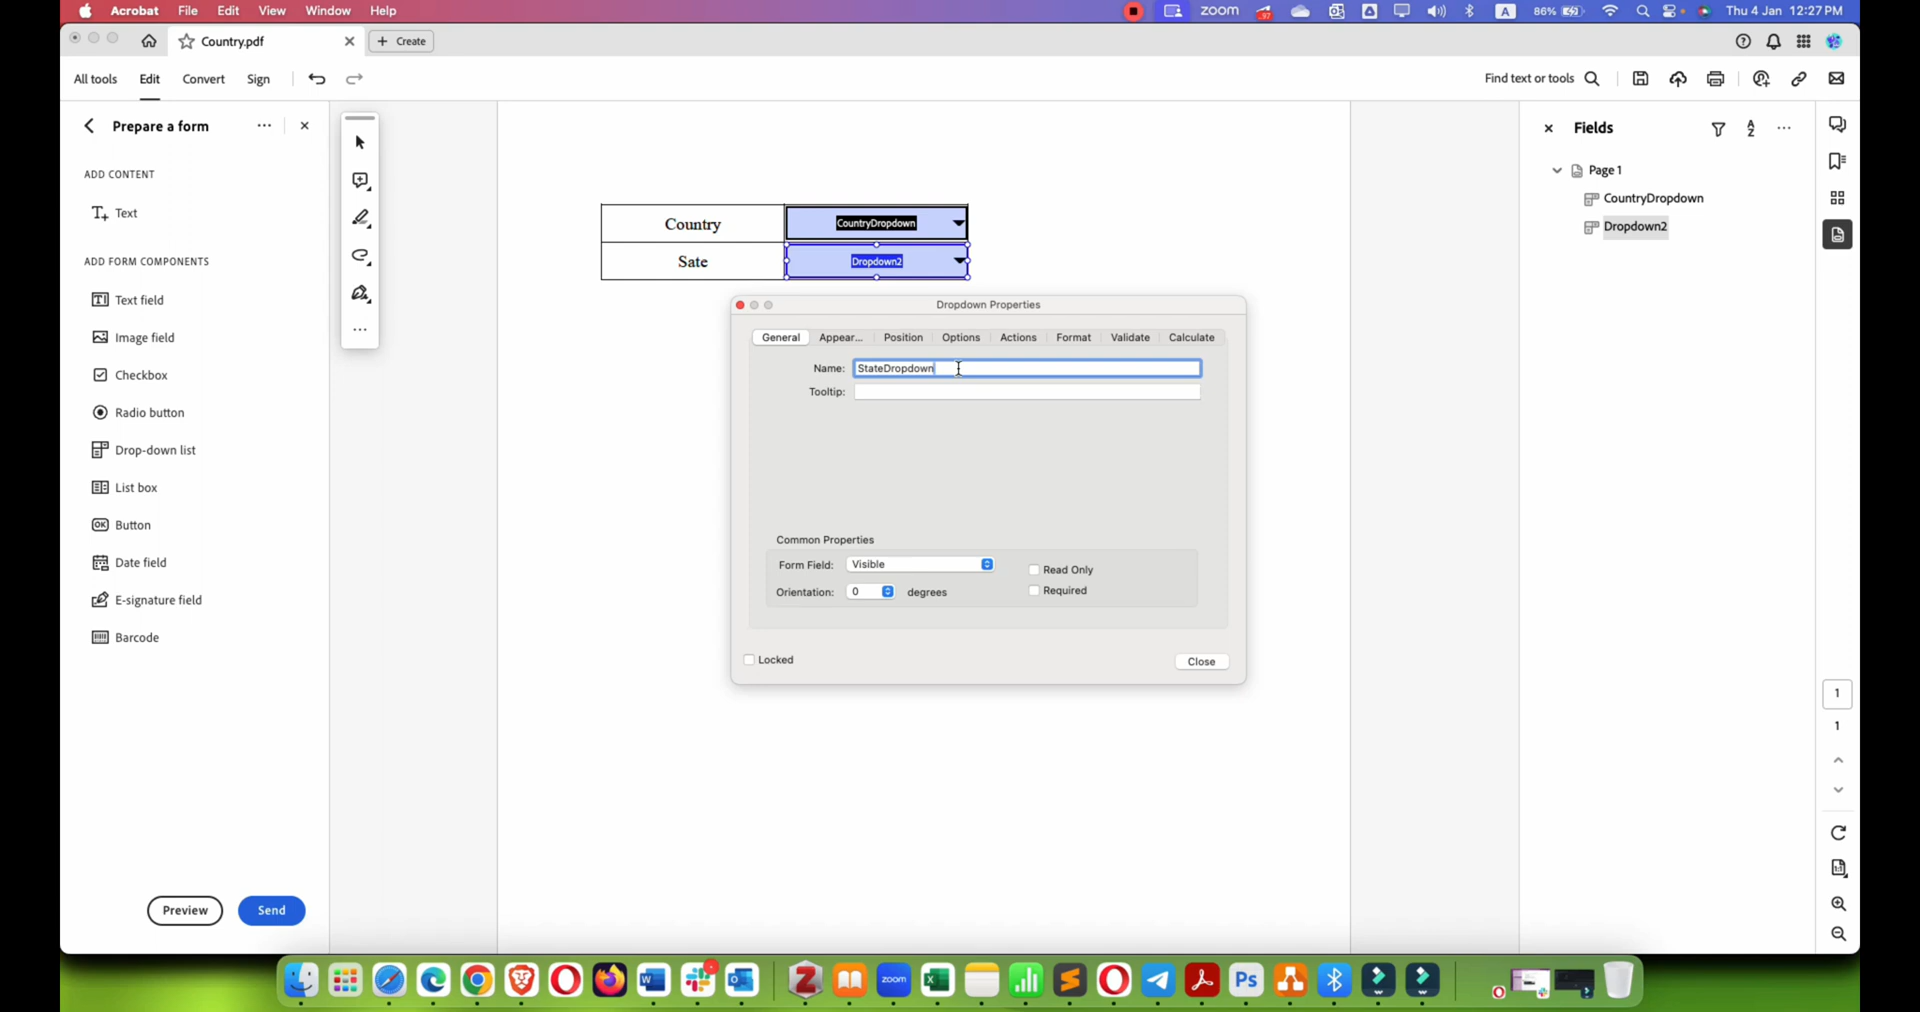 Acrobat File Edit View Window Help zoom 97 A 86% Thu 4 Jan 12:27 PM
Country.pdf Create
All tools Edit Convert Sign Find text or tools
Prepare a form
Fields
ADD CONTENT
Text
ADD FORM COMPONENTS
Text field
Image field
Checkbox
Radio button
Drop-down list
List box
Button
Date field
E-signature field
Barcode
Preview Send
Country CountryDropdown
Sate Dropdown2
Dropdown Properties
General Appear... Position Options Actions Format Validate Calculate
Name: StateDropdown
Tooltip:
Common Properties
Form Field: Visible Read Only
Orientation: 0 degrees Required
Locked Close
Page 1
CountryDropdown
Dropdown2
1
1
zoom Ps